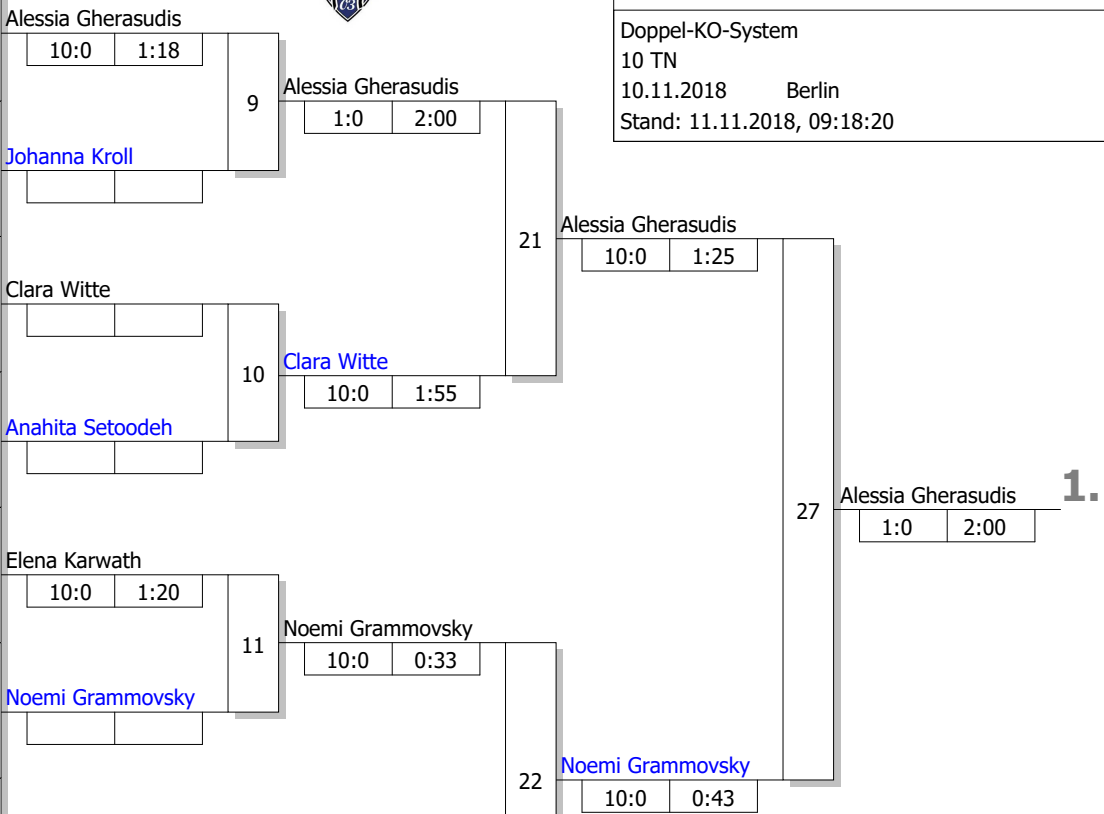 Alessia Gherasudis
10:0 1:18
Doppel-KO-System
10 TN
10.11.2018 Berlin
Stand: 11.11.2018, 09:18:20
9
Alessia Gherasudis
1:0 2:00
Johanna Kroll
21
Alessia Gherasudis
10:0 1:25
Clara Witte
10
Clara Witte
10:0 1:55
Anahita Setoodeh
27
Alessia Gherasudis
1:0 2:00
1.
Elena Karwath
10:0 1:20
11
Noemi Grammovsky
10:0 0:33
Noemi Grammovsky
22
Noemi Grammovsky
10:0 0:43